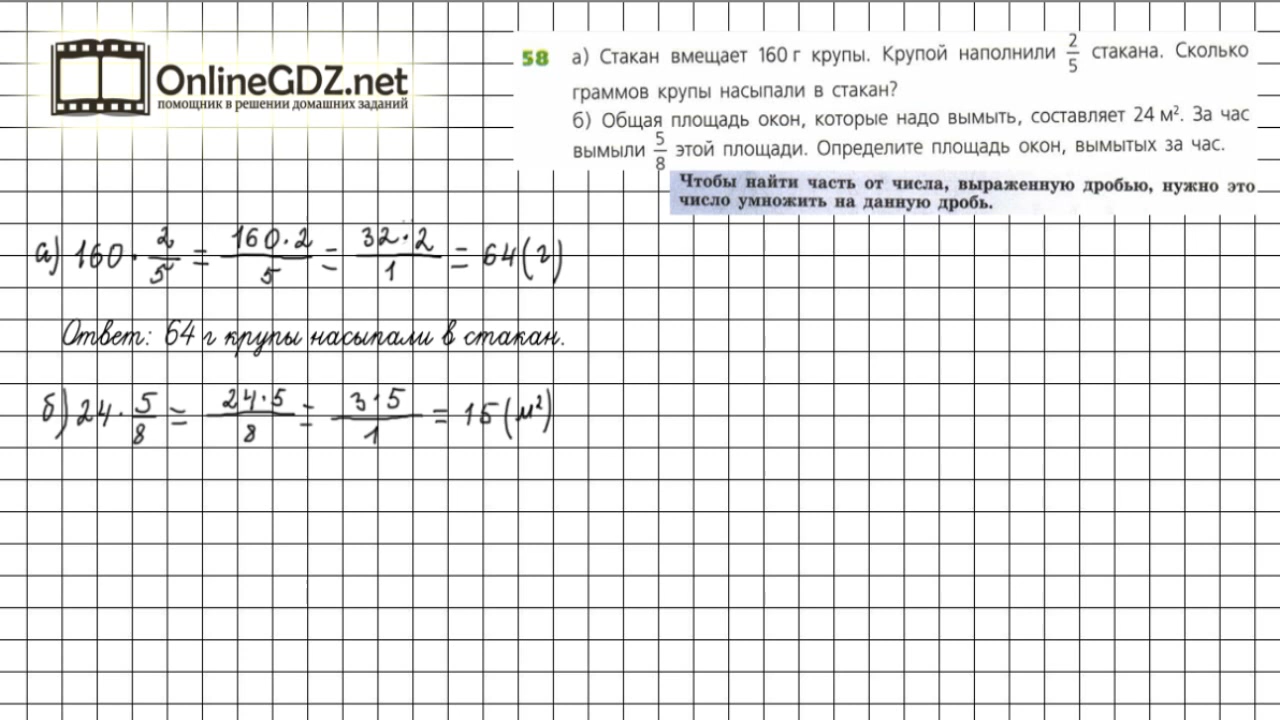 OnlineGDZ.net
помощник в решении домашних заданий
58 а) Стакан вмещает 160 г крупы. Крупой наполнили 2/5 стакана. Сколько
граммов крупы насыпали в стакан?
б) Общая площадь окон, которые надо вымыть, составляет 24 м². За час
вымыли 5/8 этой площади. Определите площадь окон, вымытых за час.
Чтобы найти часть от числа, выраженную дробью, нужно это
число умножить на данную дробь.
а) 160 · 2/5 = 160·2/5 = 32·2/1 = 64 (г)
Ответ: 64 г крупы насыпали в стакан.
б) 24 · 5/8 = 24·5/8 = 3·5/1 = 15 (м²)